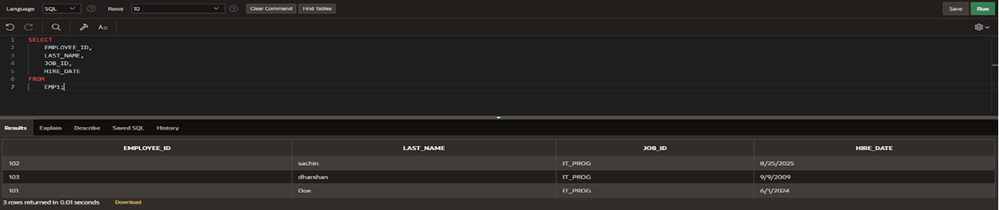 Language SQL Rows 10 Clear Command Find Tables Save Run
Aa
1 SELECT
2 EMPLOYEE_ID,
3 LAST_NAME,
4 JOB_ID,
5 HIRE_DATE
6 FROM
7 EMP1;
Results Explain Describe Saved SQL History
EMPLOYEE_ID LAST_NAME JOB_ID HIRE_DATE
102 sachin IT_PROG 8/25/2025
103 dharshan IT_PROG 9/9/2009
101 Doe IT_PROG 6/1/2024
3 rows returned in 0.01 seconds Download